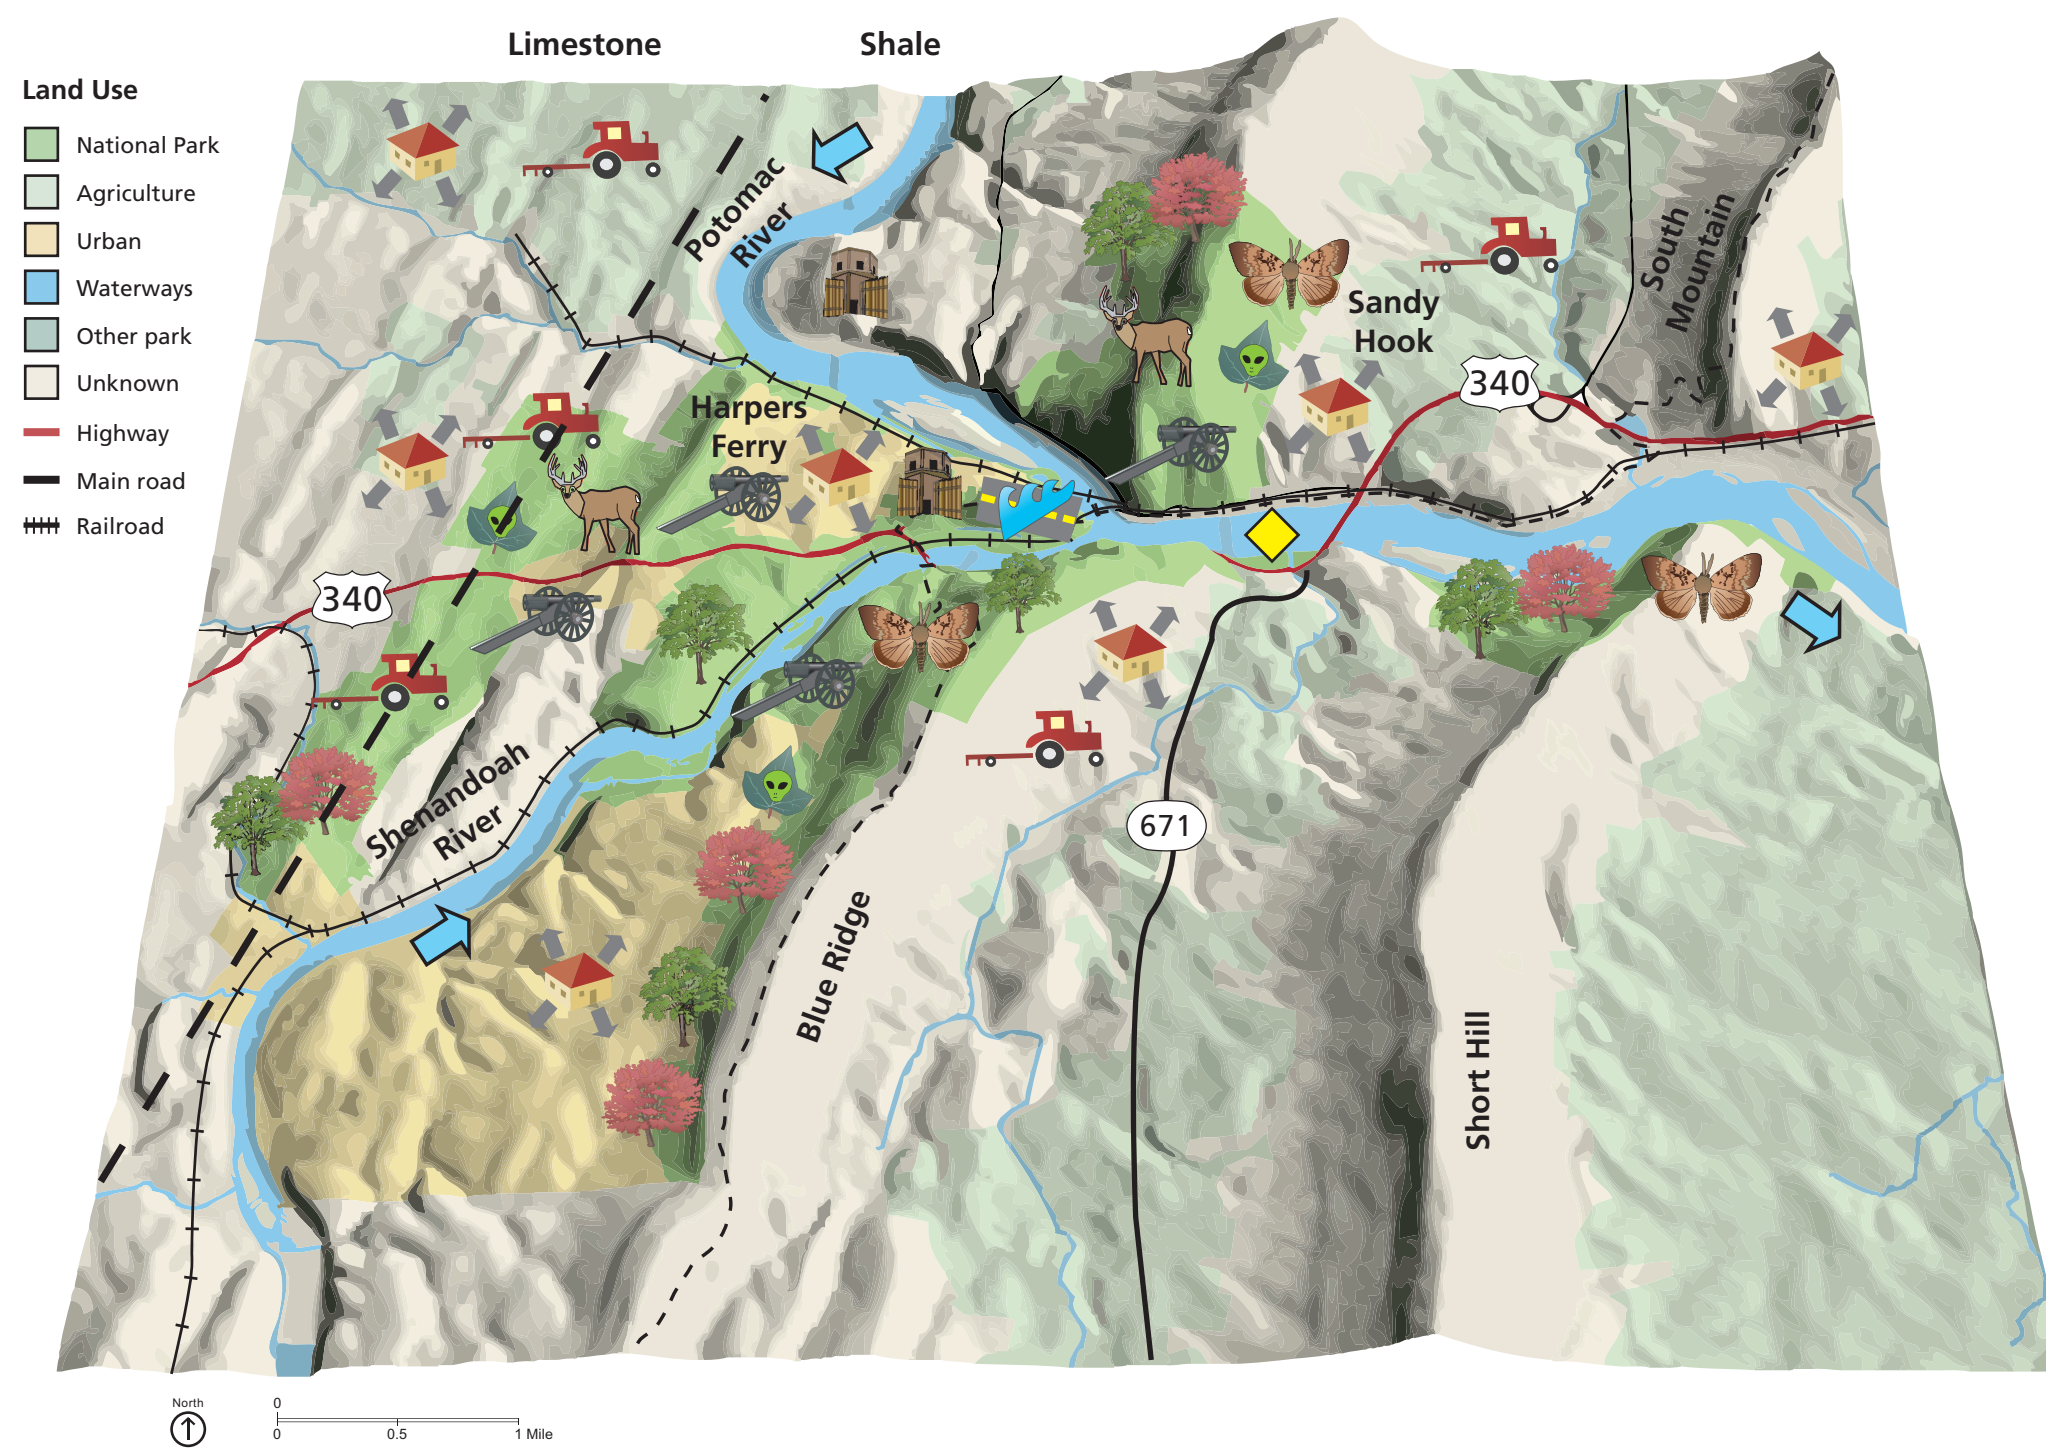 Limestone
Shale
Land Use
National Park
Agriculture
Urban
Waterways
Other park
Unknown
Highway
Main road
Railroad
Potomac
River
South
Mountain
Sandy
Hook
340
Harpers
Ferry
340
Shenandoah
River
671
Blue Ridge
Short Hill
North
0
0
0.5
1 Mile